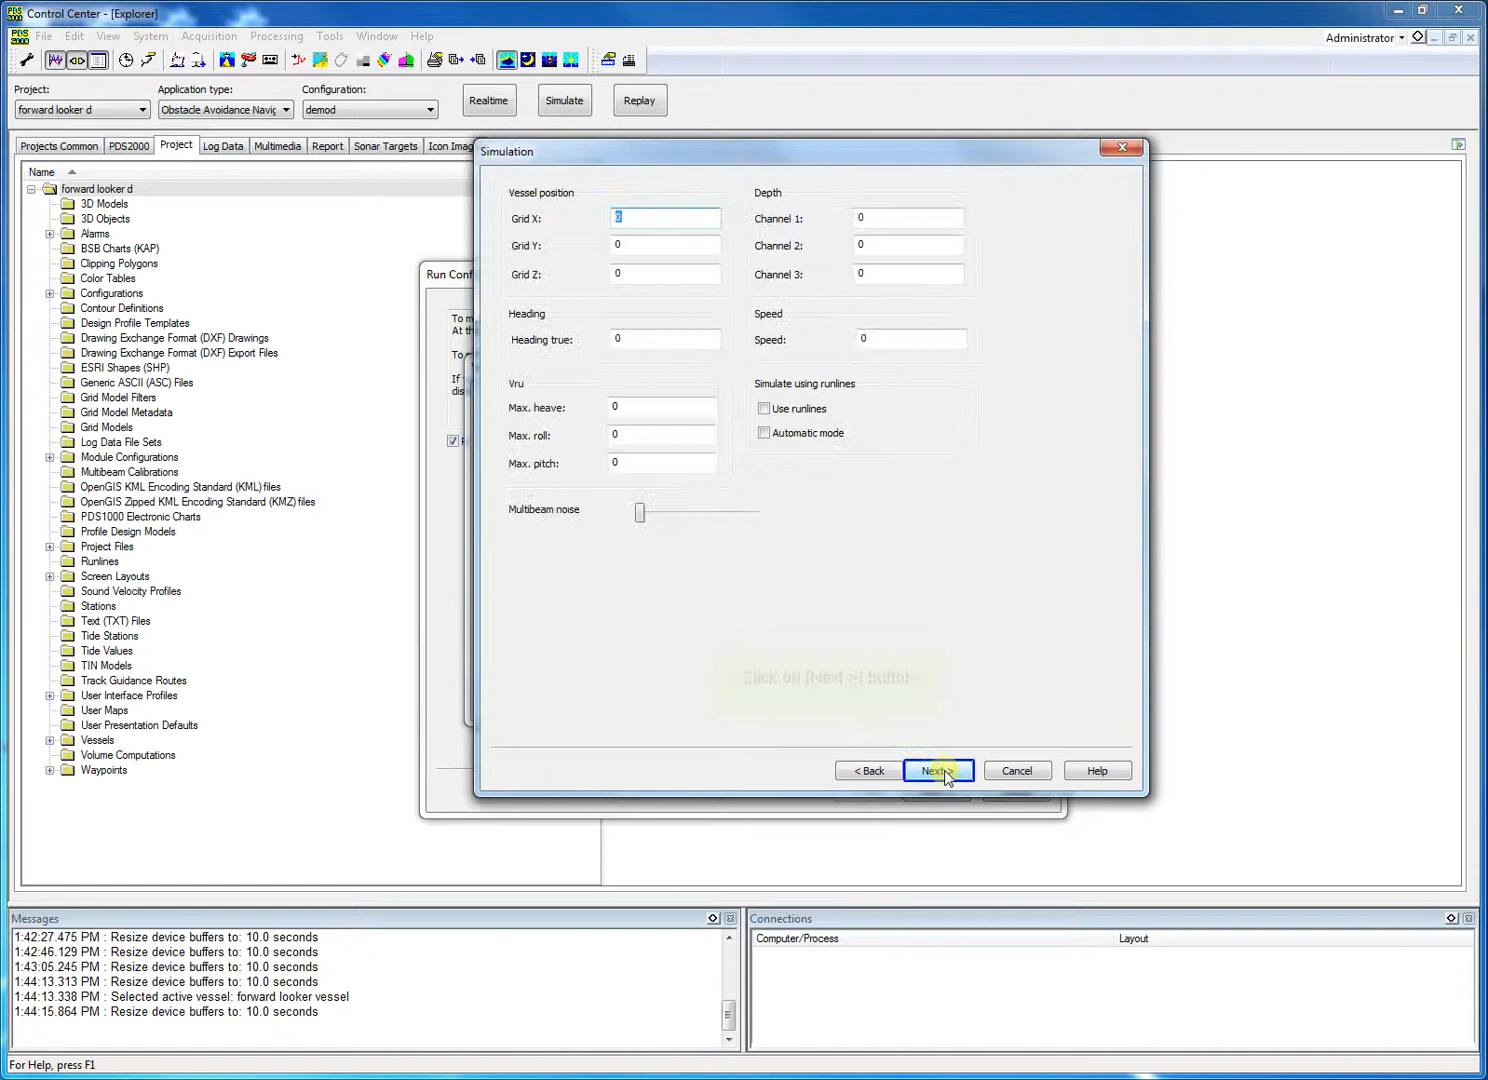 Control Center - [Explorer]
File Edit View System Acquisition Processing Tools Window Help
Administrator
Project: Application type: Configuration:
forward looker d Obstacle Avoidance Navig demod Realtime Simulate Replay
Projects Common PDS2000 Project Log Data Multimedia Report Sonar Targets Icon Imag
Name
forward looker d
3D Models
3D Objects
Alarms
BSB Charts (KAP)
Clipping Polygons
Color Tables
Configurations
Contour Definitions
Design Profile Templates
Drawing Exchange Format (DXF) Drawings
Drawing Exchange Format (DXF) Export Files
ESRI Shapes (SHP)
Generic ASCII (ASC) Files
Grid Model Filters
Grid Model Metadata
Grid Models
Log Data File Sets
Module Configurations
Multibeam Calibrations
OpenGIS KML Encoding Standard (KML) files
OpenGIS Zipped KML Encoding Standard (KMZ) files
PDS1000 Electronic Charts
Profile Design Models
Project Files
Runlines
Screen Layouts
Sound Velocity Profiles
Stations
Text (TXT) Files
Tide Stations
Tide Values
TIN Models
Track Guidance Routes
User Interface Profiles
User Maps
User Presentation Defaults
Vessels
Volume Computations
Waypoints
Run Conf
To m
At th
To
If
dis
Simulation
Vessel position
Grid X: 0
Grid Y: 0
Grid Z: 0
Depth
Channel 1: 0
Channel 2: 0
Channel 3: 0
Heading
Heading true: 0
Speed
Speed: 0
Vru
Max. heave: 0
Max. roll: 0
Max. pitch: 0
Simulate using runlines
Use runlines
Automatic mode
Multibeam noise
Click on [Next >] button
< Back Next > Cancel Help
Messages
1:42:27.475 PM : Resize device buffers to: 10.0 seconds
1:42:46.129 PM : Resize device buffers to: 10.0 seconds
1:43:05.245 PM : Resize device buffers to: 10.0 seconds
1:44:13.313 PM : Resize device buffers to: 10.0 seconds
1:44:13.338 PM : Selected active vessel: forward looker vessel
1:44:15.864 PM : Resize device buffers to: 10.0 seconds
Connections
Computer/Process Layout
For Help, press F1